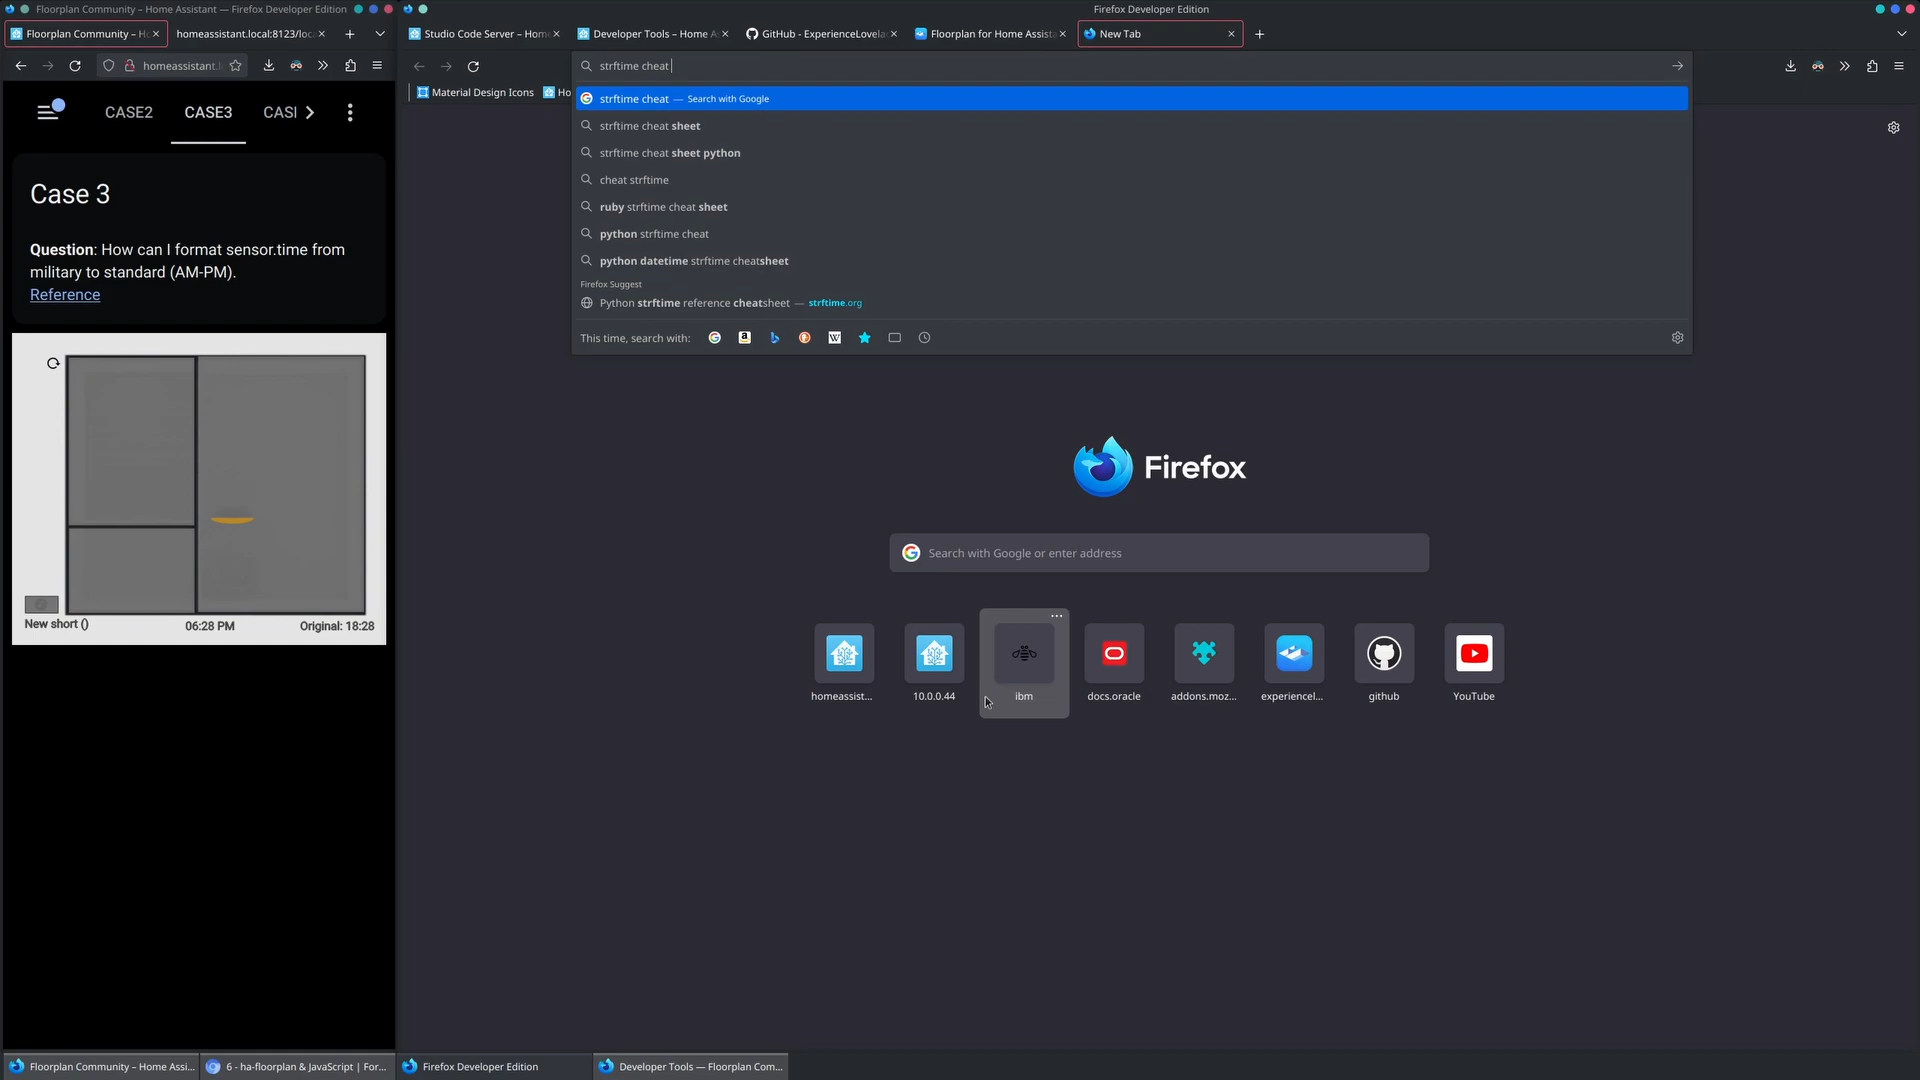 Floorplan Community – Home Assistant — Firefox Developer Edition
Firefox Developer Edition
Floorplan Community – Ho
homeassistant.local:8123/loca
Studio Code Server – Home
Developer Tools – Home A
GitHub - ExperienceLovela
Floorplan for Home Assista
New Tab
homeassistant.l
strftime cheat
Material Design Icons
Ho
strftime cheat — Search with Google
strftime cheat sheet
strftime cheat sheet python
cheat strftime
ruby strftime cheat sheet
python strftime cheat
python datetime strftime cheatsheet
Firefox Suggest
Python strftime reference cheatsheet — strftime.org
This time, search with:
CASE2
CASE3
CASI
Case 3
Question: How can I format sensor.time from
military to standard (AM-PM).
Reference
New short ()
06:28 PM
Original: 18:28
Firefox
Search with Google or enter address
homeassist...
10.0.0.44
ibm
docs.oracle
addons.moz...
experiencel...
github
YouTube
Floorplan Community – Home Assi...
6 - ha-floorplan & JavaScript | For...
Firefox Developer Edition
Developer Tools — Floorplan Com...